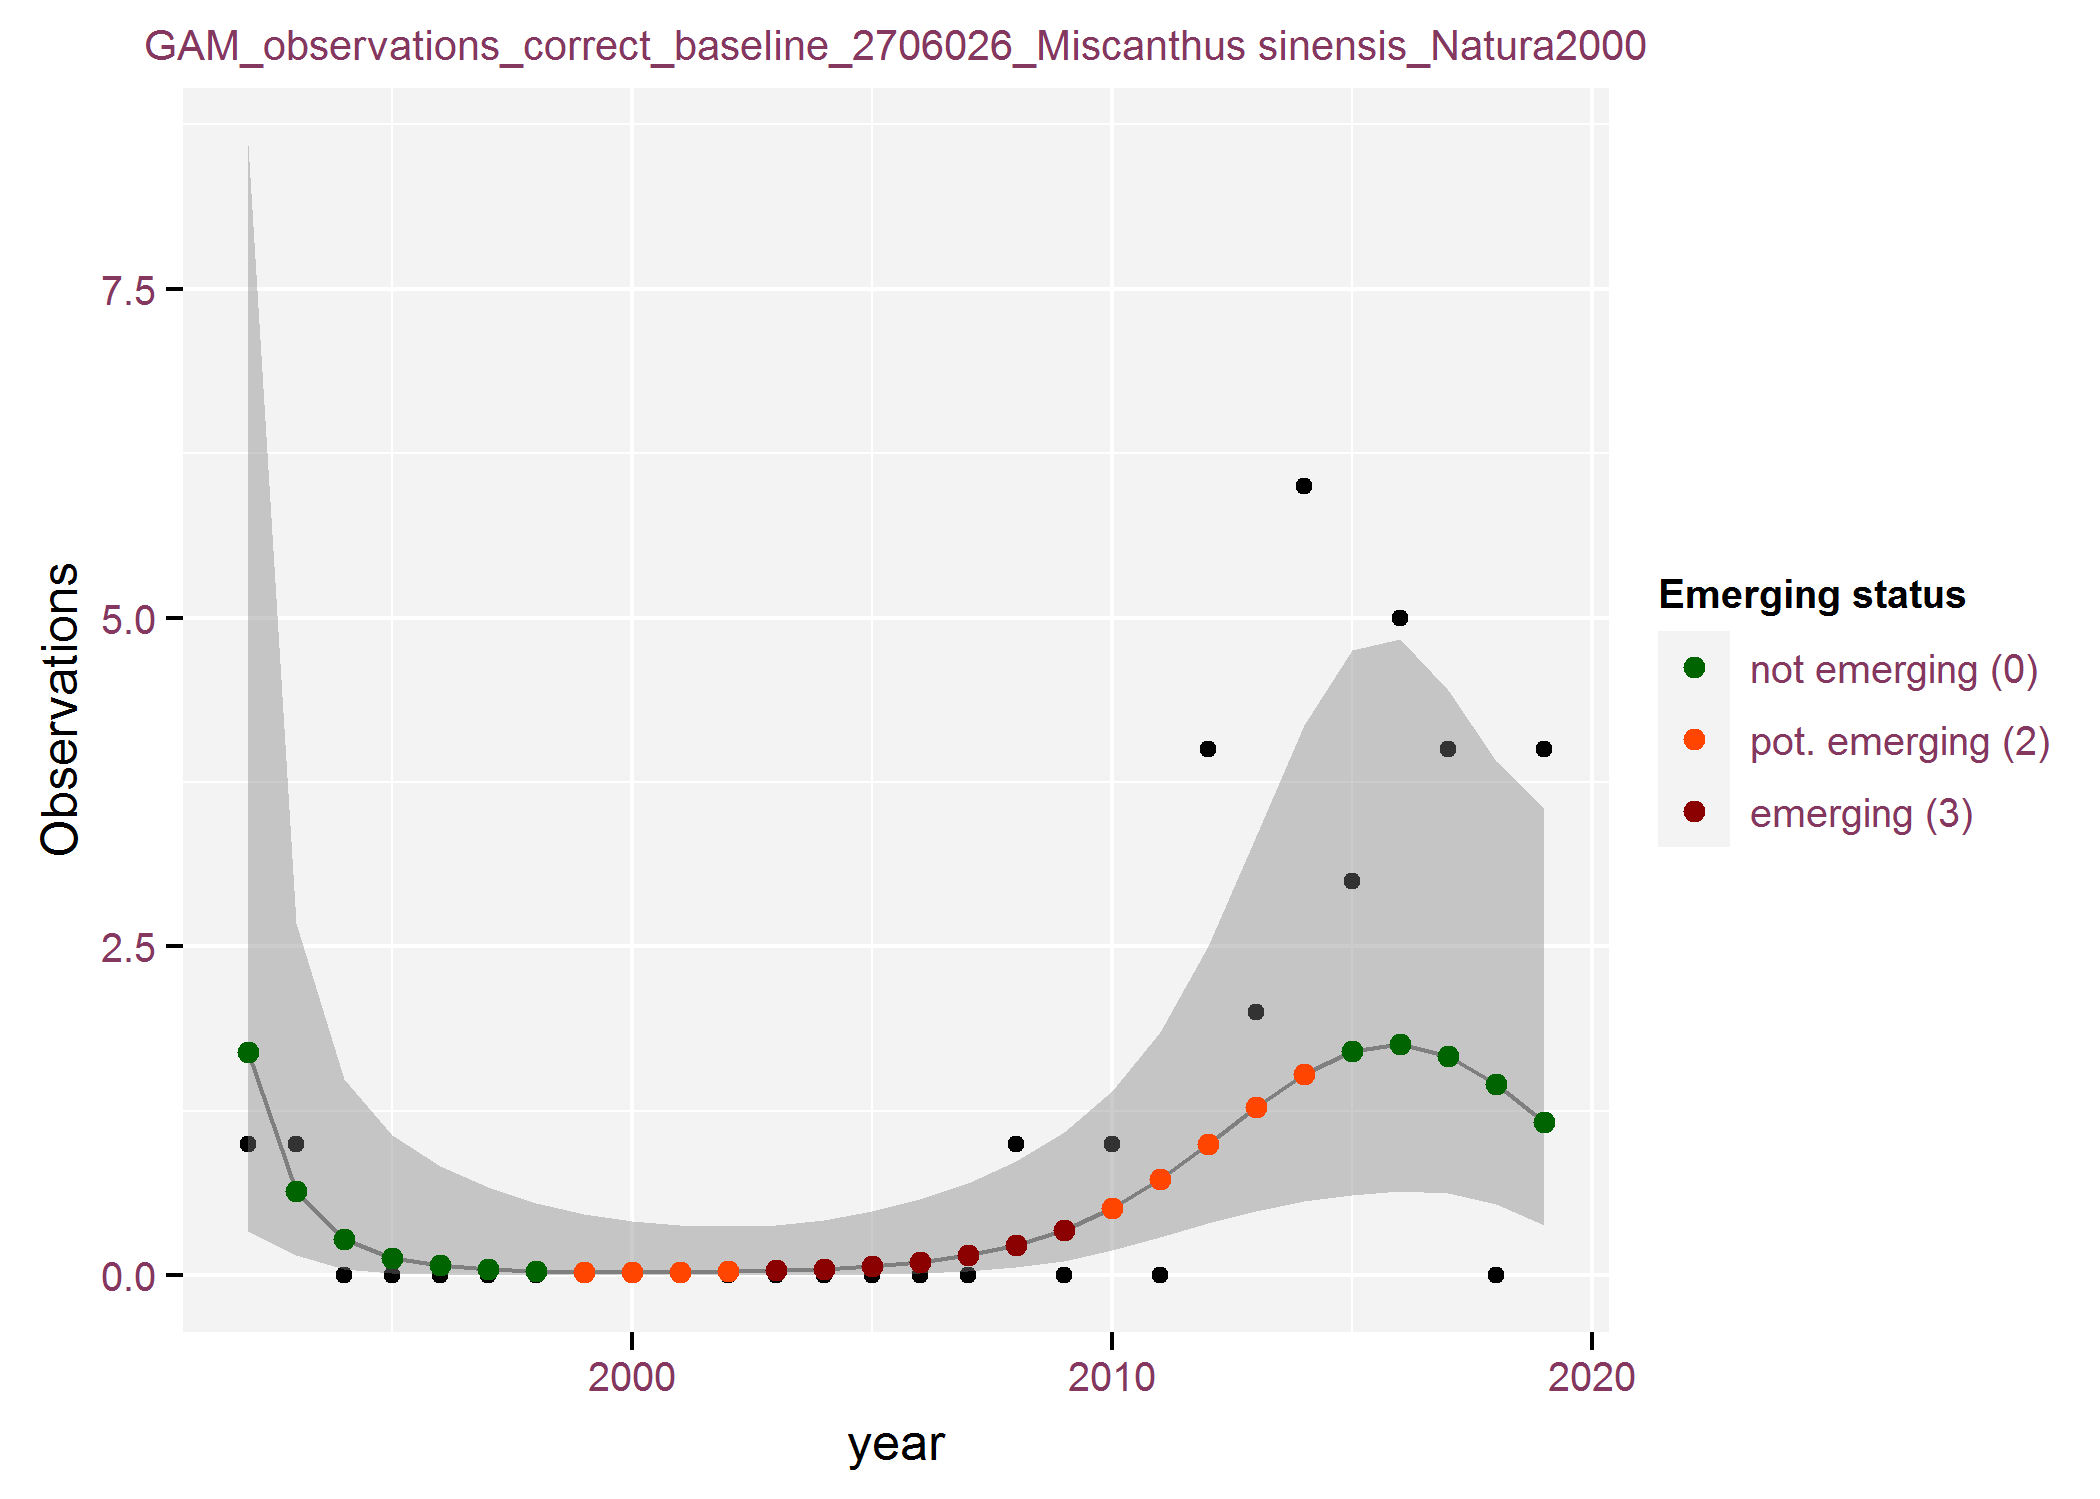 GAM_observations_correct_baseline_2706026_Miscanthus sinensis_Natura2000
Observations
7.5
5.0
2.5
0.0
2000
2010
2020
year
Emerging status
not emerging (0)
pot. emerging (2)
emerging (3)